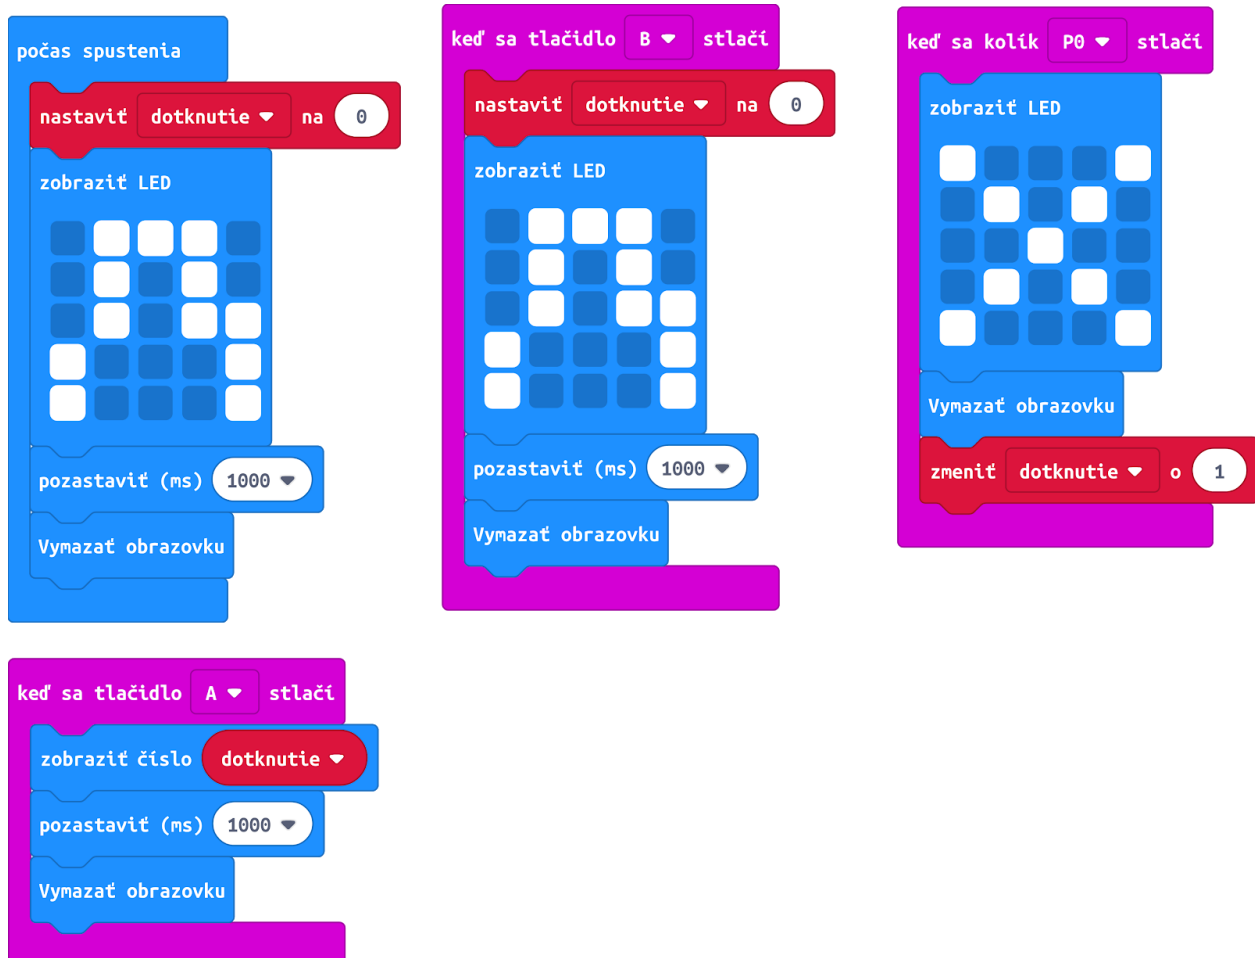 počas spustenia
nastaviť dotknutie na 0
zobraziť LED
pozastaviť (ms) 1000
Vymazať obrazovku
keď sa tlačidlo B stlačí
nastaviť dotknutie na 0
zobraziť LED
pozastaviť (ms) 1000
Vymazať obrazovku
keď sa kolík P0 stlačí
zobraziť LED
Vymazať obrazovku
zmeniť dotknutie o 1
keď sa tlačidlo A stlačí
zobraziť číslo dotknutie
pozastaviť (ms) 1000
Vymazať obrazovku